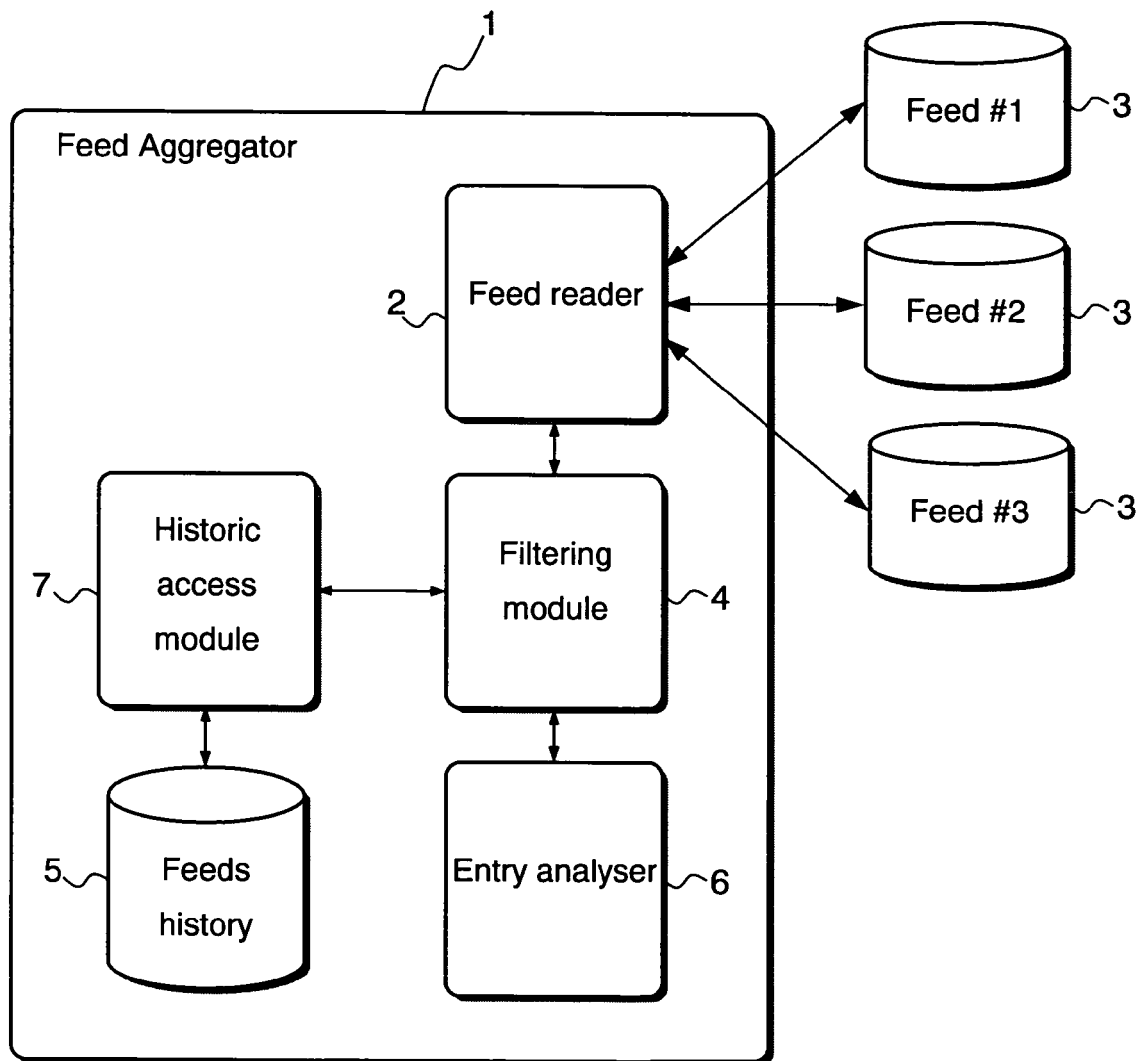 1
Feed Aggregator
Feed #1
3
Feed reader
2
Feed #2
3
Feed #3
3
Historic
access
module
7
Filtering
module
4
Feeds
history
5
Entry analyser
6